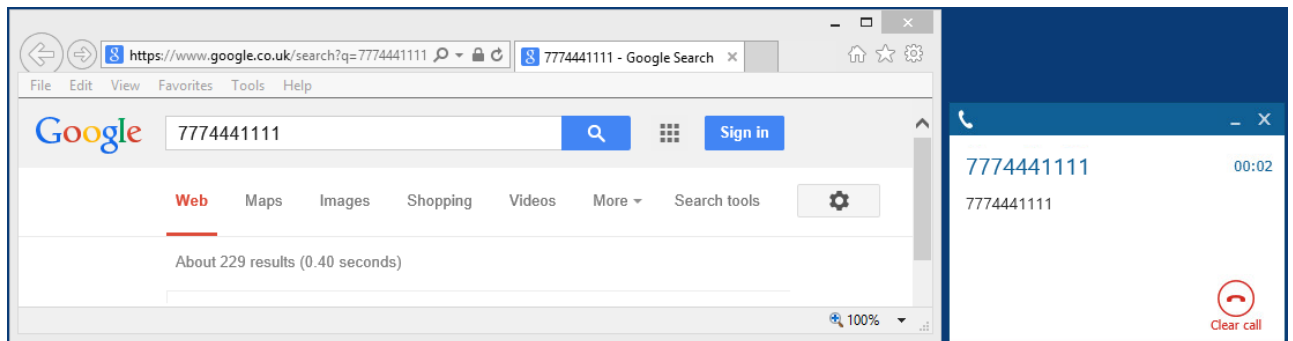 https://www.google.co.uk/search?q=7774441111
7774441111 - Google Search
File Edit View Favorites Tools Help
Google
7774441111
Sign in
Web Maps Images Shopping Videos More Search tools
About 229 results (0.40 seconds)
100%
7774441111 00:02
7774441111
Clear call